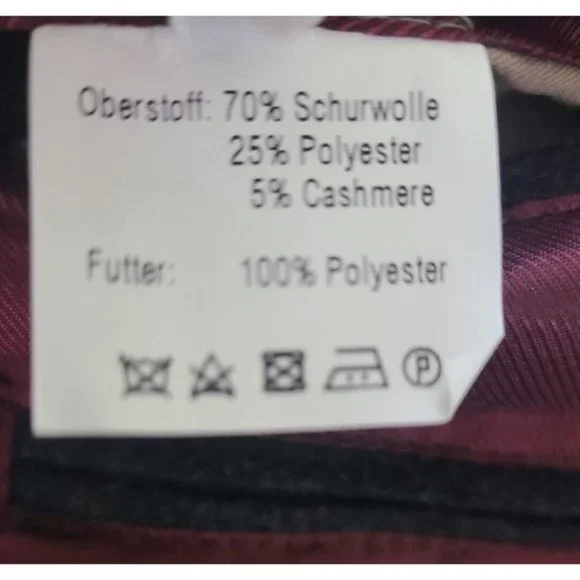 Oberstoff: 70% Schurwolle
25% Polyester
5% Cashmere
Futter: 100% Polyester
P